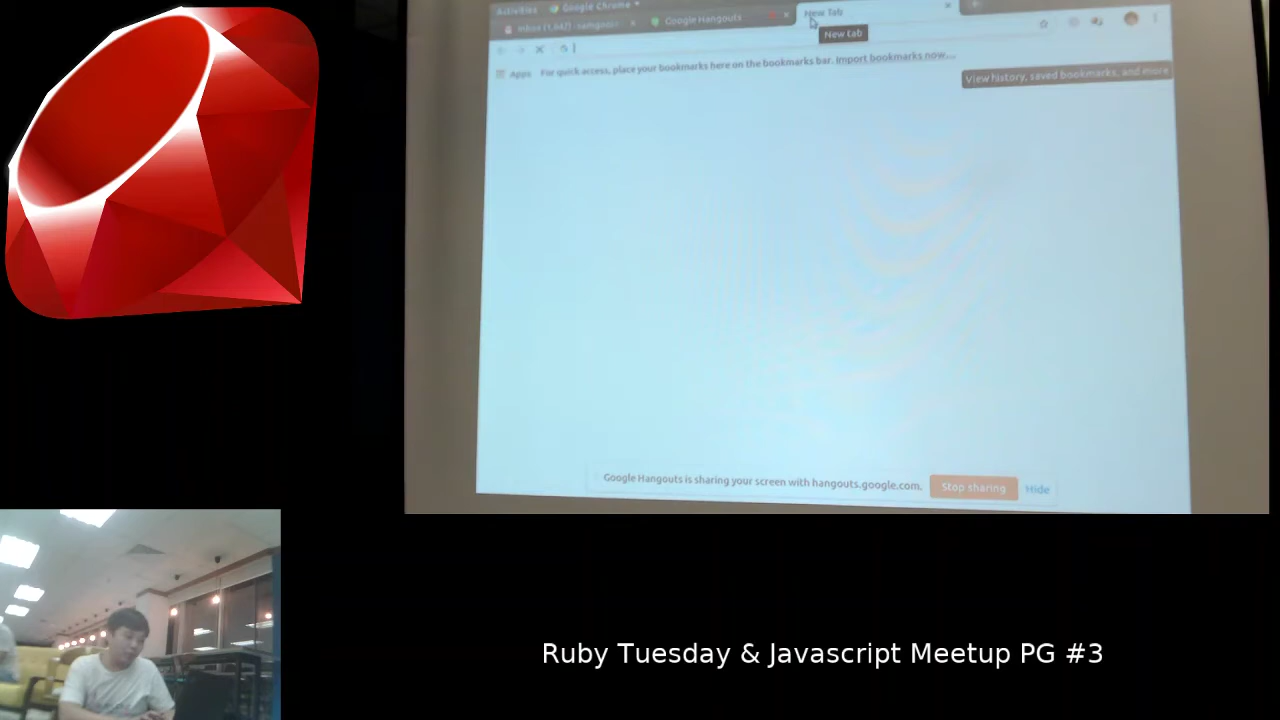 Activities Google Chrome
Inbox Google Hangouts New Tab
New tab
Apps For quick access, place your bookmarks here on the bookmarks bar. Import bookmarks now...
View history, saved bookmarks, and more
Google Hangouts is sharing your screen with hangouts.google.com. Stop sharing Hide
Ruby Tuesday & Javascript Meetup PG #3